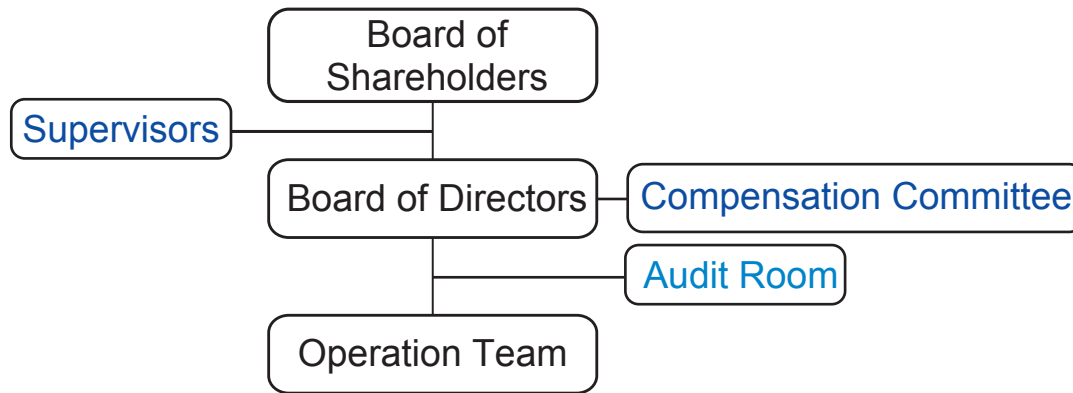 Board of
Shareholders
Supervisors
Board of Directors
Compensation Committee
Audit Room
Operation Team